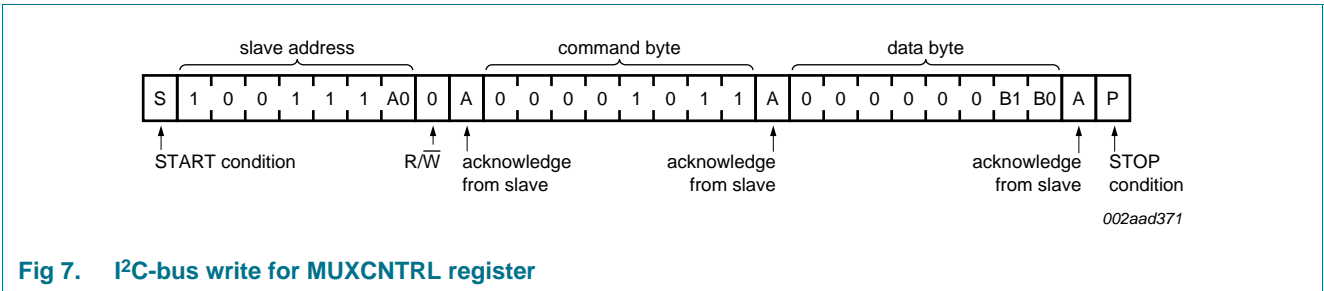 slave address command byte data byte
S 1 0 0 1 1 1 A0 0 A 0 0 0 0 1 0 1 1 A 0 0 0 0 0 0 B1 B0 A P
START condition R/W̅ acknowledge from slave acknowledge from slave acknowledge from slave STOP condition
002aad371
Fig 7. I²C-bus write for MUXCNTRL register